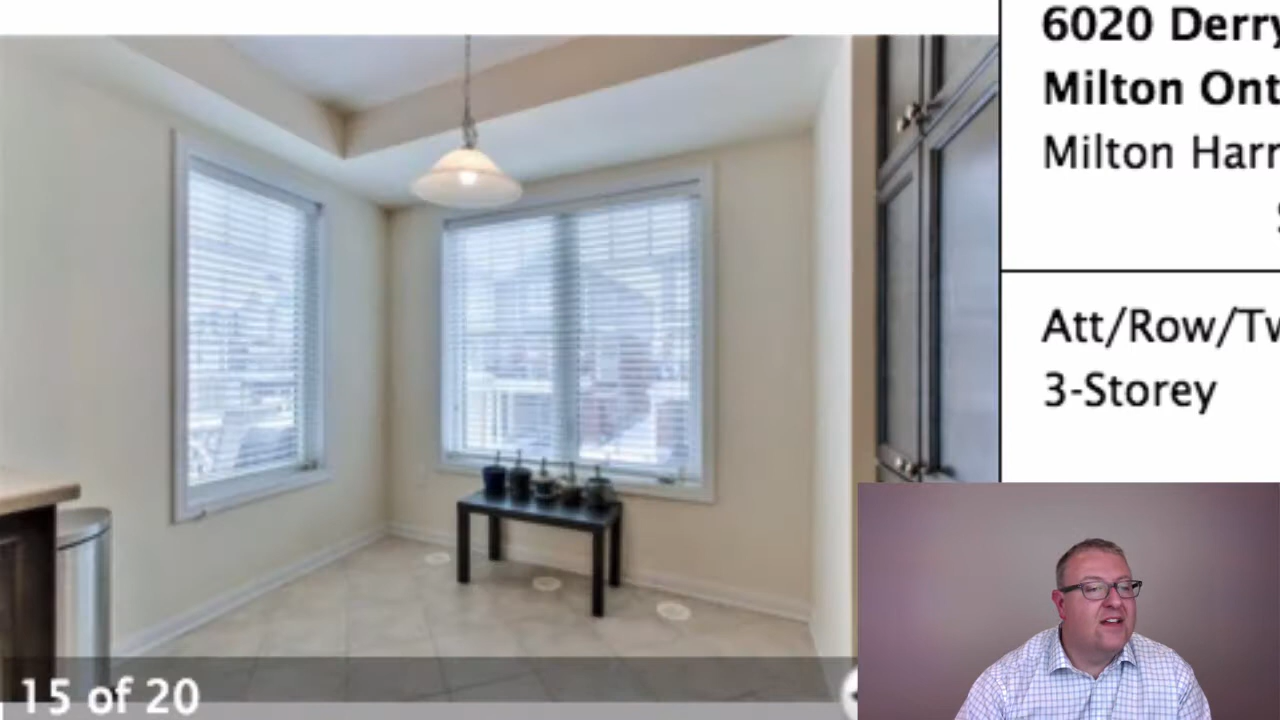 6020 Derry
Milton Ont
Milton Harr
Att/Row/Tw
3-Storey
15 of 20